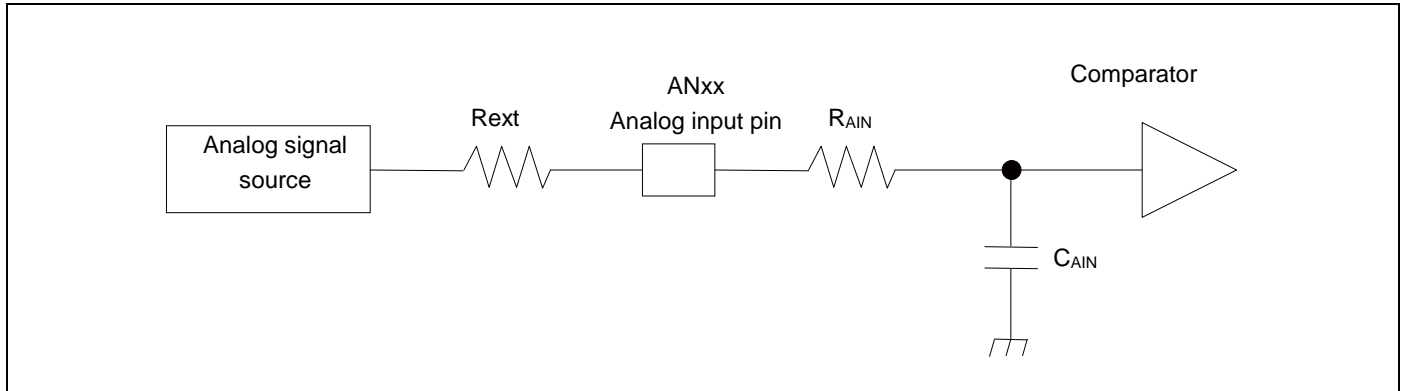 Comparator
ANxx
Analog input pin
Rext
RAIN
Analog signal
source
CAIN